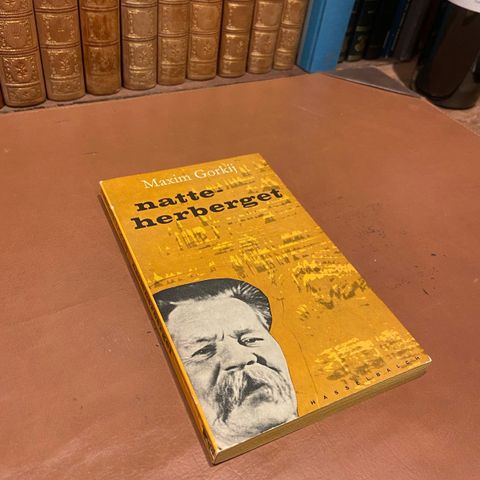 Maxim Gorkij
natte-
herberget
HASSELBALCH